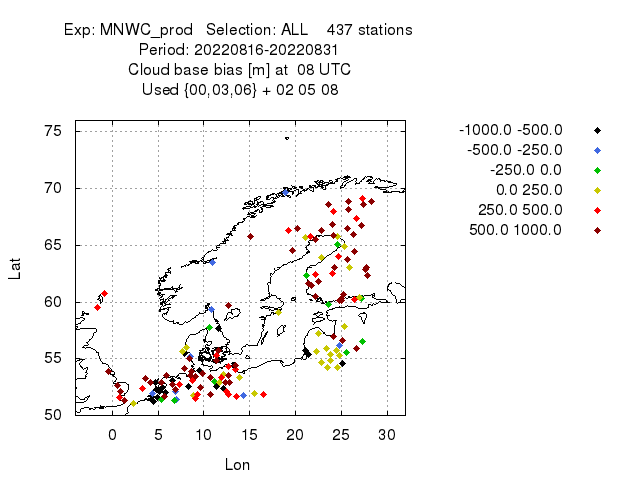 Exp: MNWC_prod   Selection: ALL    437 stations
Period: 20220816-20220831
Cloud base bias [m] at  08 UTC
Used {00,03,06} + 02 05 08
-1000.0 -500.0
-500.0 -250.0
-250.0 0.0
0.0 250.0
250.0 500.0
500.0 1000.0
Lat
75
70
65
60
55
50
0 5 10 15 20 25 30
Lon